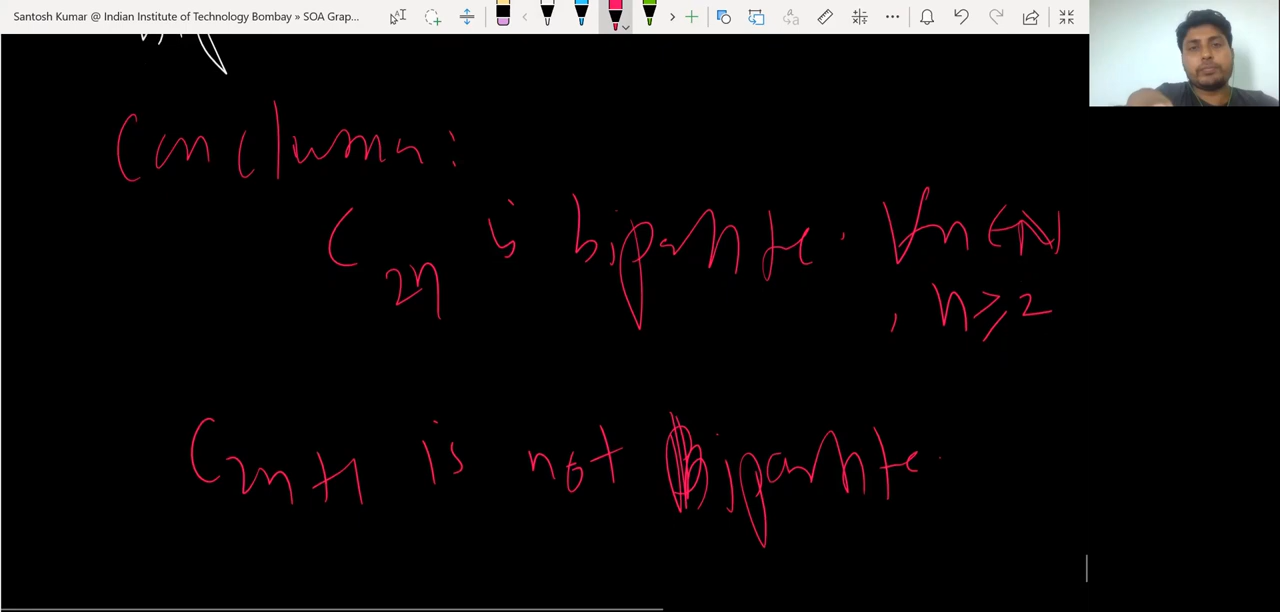 Santosh Kumar @ Indian Institute of Technology Bombay » SOA Grap...
Conclusion:
C₂ₙ is bipartite. ∀n∈ℕ
, n ⩾ 2
C₂ₙ₊₁ is not bipartite.